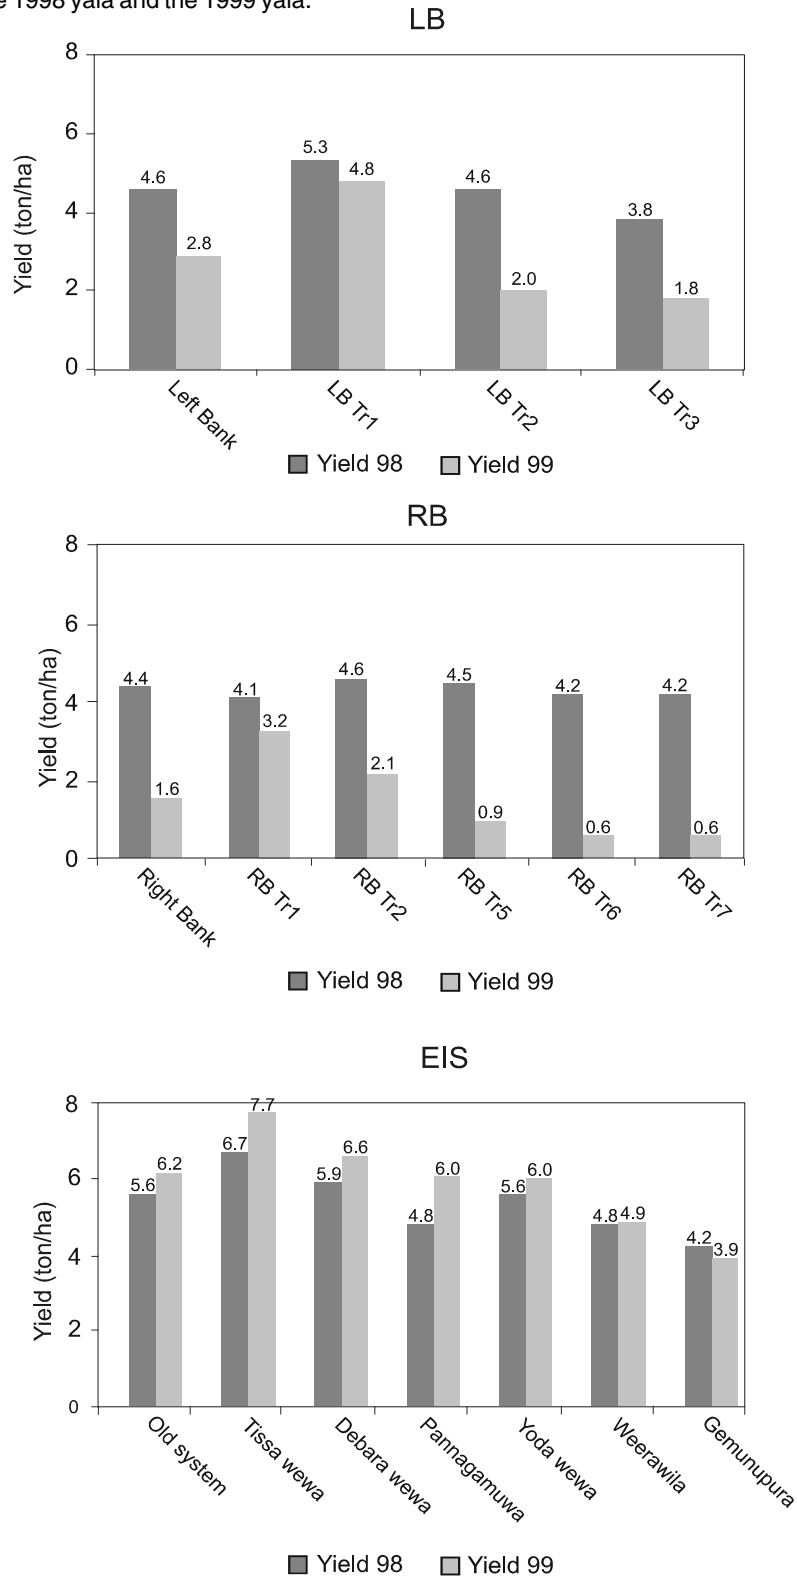 e 1998 yala and the 1999 yala.
LB
8
6
4
2
0
Yield (ton/ha)
4.6
2.8
5.3
4.8
4.6
2.0
3.8
1.8
Left Bank
LB Tr1
LB Tr2
LB Tr3
Yield 98 Yield 99
RB
8
6
4
2
0
Yield (ton/ha)
4.4
1.6
4.1
3.2
4.6
2.1
4.5
0.9
4.2
0.6
4.2
0.6
Right Bank
RB Tr1
RB Tr2
RB Tr5
RB Tr6
RB Tr7
Yield 98 Yield 99
EIS
8
6
4
2
0
Yield (ton/ha)
5.6
6.2
6.7
7.7
5.9
6.6
4.8
6.0
5.6
6.0
4.8
4.9
4.2
3.9
Old system
Tissa wewa
Debara wewa
Pannagamuwa
Yoda wewa
Weerawila
Gemunupura
Yield 98 Yield 99